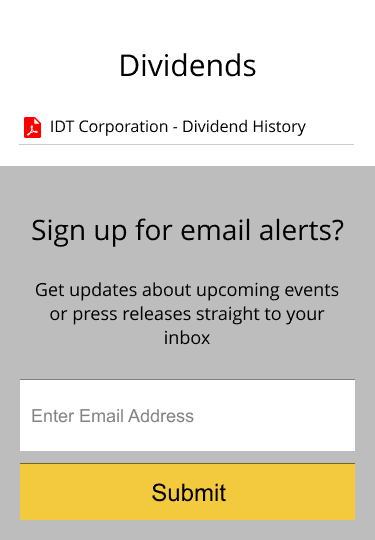 Dividends
IDT Corporation - Dividend History
Sign up for email alerts?
Get updates about upcoming events
or press releases straight to your
inbox
Enter Email Address
Submit